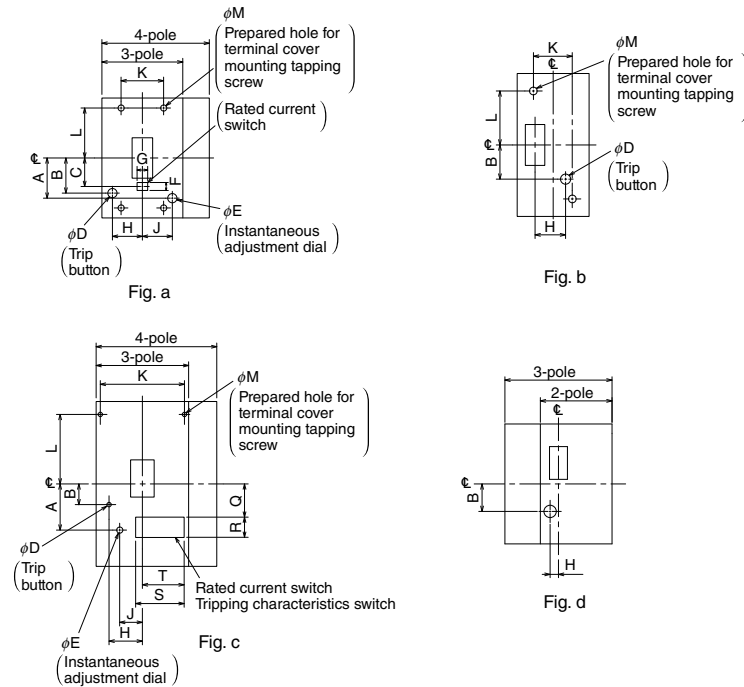 4-pole
3-pole
K
φM
Prepared hole for
terminal cover
mounting tapping
screw
Rated current
switch
L
G
℄
A
B
C
F
φD
Trip
button
H
J
φE
Instantaneous
adjustment dial
Fig. a
K
℄
φM
Prepared hole for
terminal cover
mounting tapping
screw
L
℄
B
φD
Trip
button
H
Fig. b
4-pole
3-pole
K
φM
Prepared hole for
terminal cover
mounting tapping
screw
L
℄
B
A
Q
R
φD
Trip
button
T
S
Rated current switch
Tripping characteristics switch
J
H
φE
Instantaneous
adjustment dial
Fig. c
3-pole
2-pole
℄
℄
B
H
Fig. d